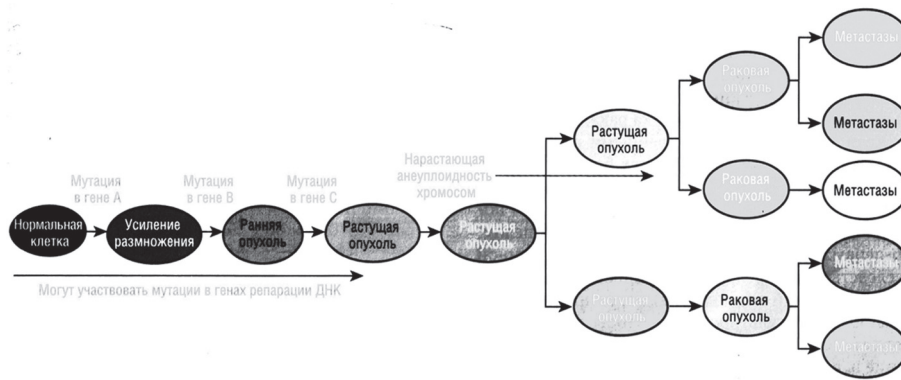 Метастазы
Раковая
опухоль
Метастазы
Растущая
опухоль
Нарастающая
анеуплоидность
хромосом
Мутация
в гене А
Мутация
в гене В
Мутация
в гене С
Раковая
опухоль
Метастазы
Нормальная
клетка
Усиление
размножения
Ранняя
опухоль
Растущая
опухоль
Растущая
опухоль
Могут участвовать мутации в генах репарации ДНК
Растущая
опухоль
Раковая
опухоль
Метастазы
Метастазы